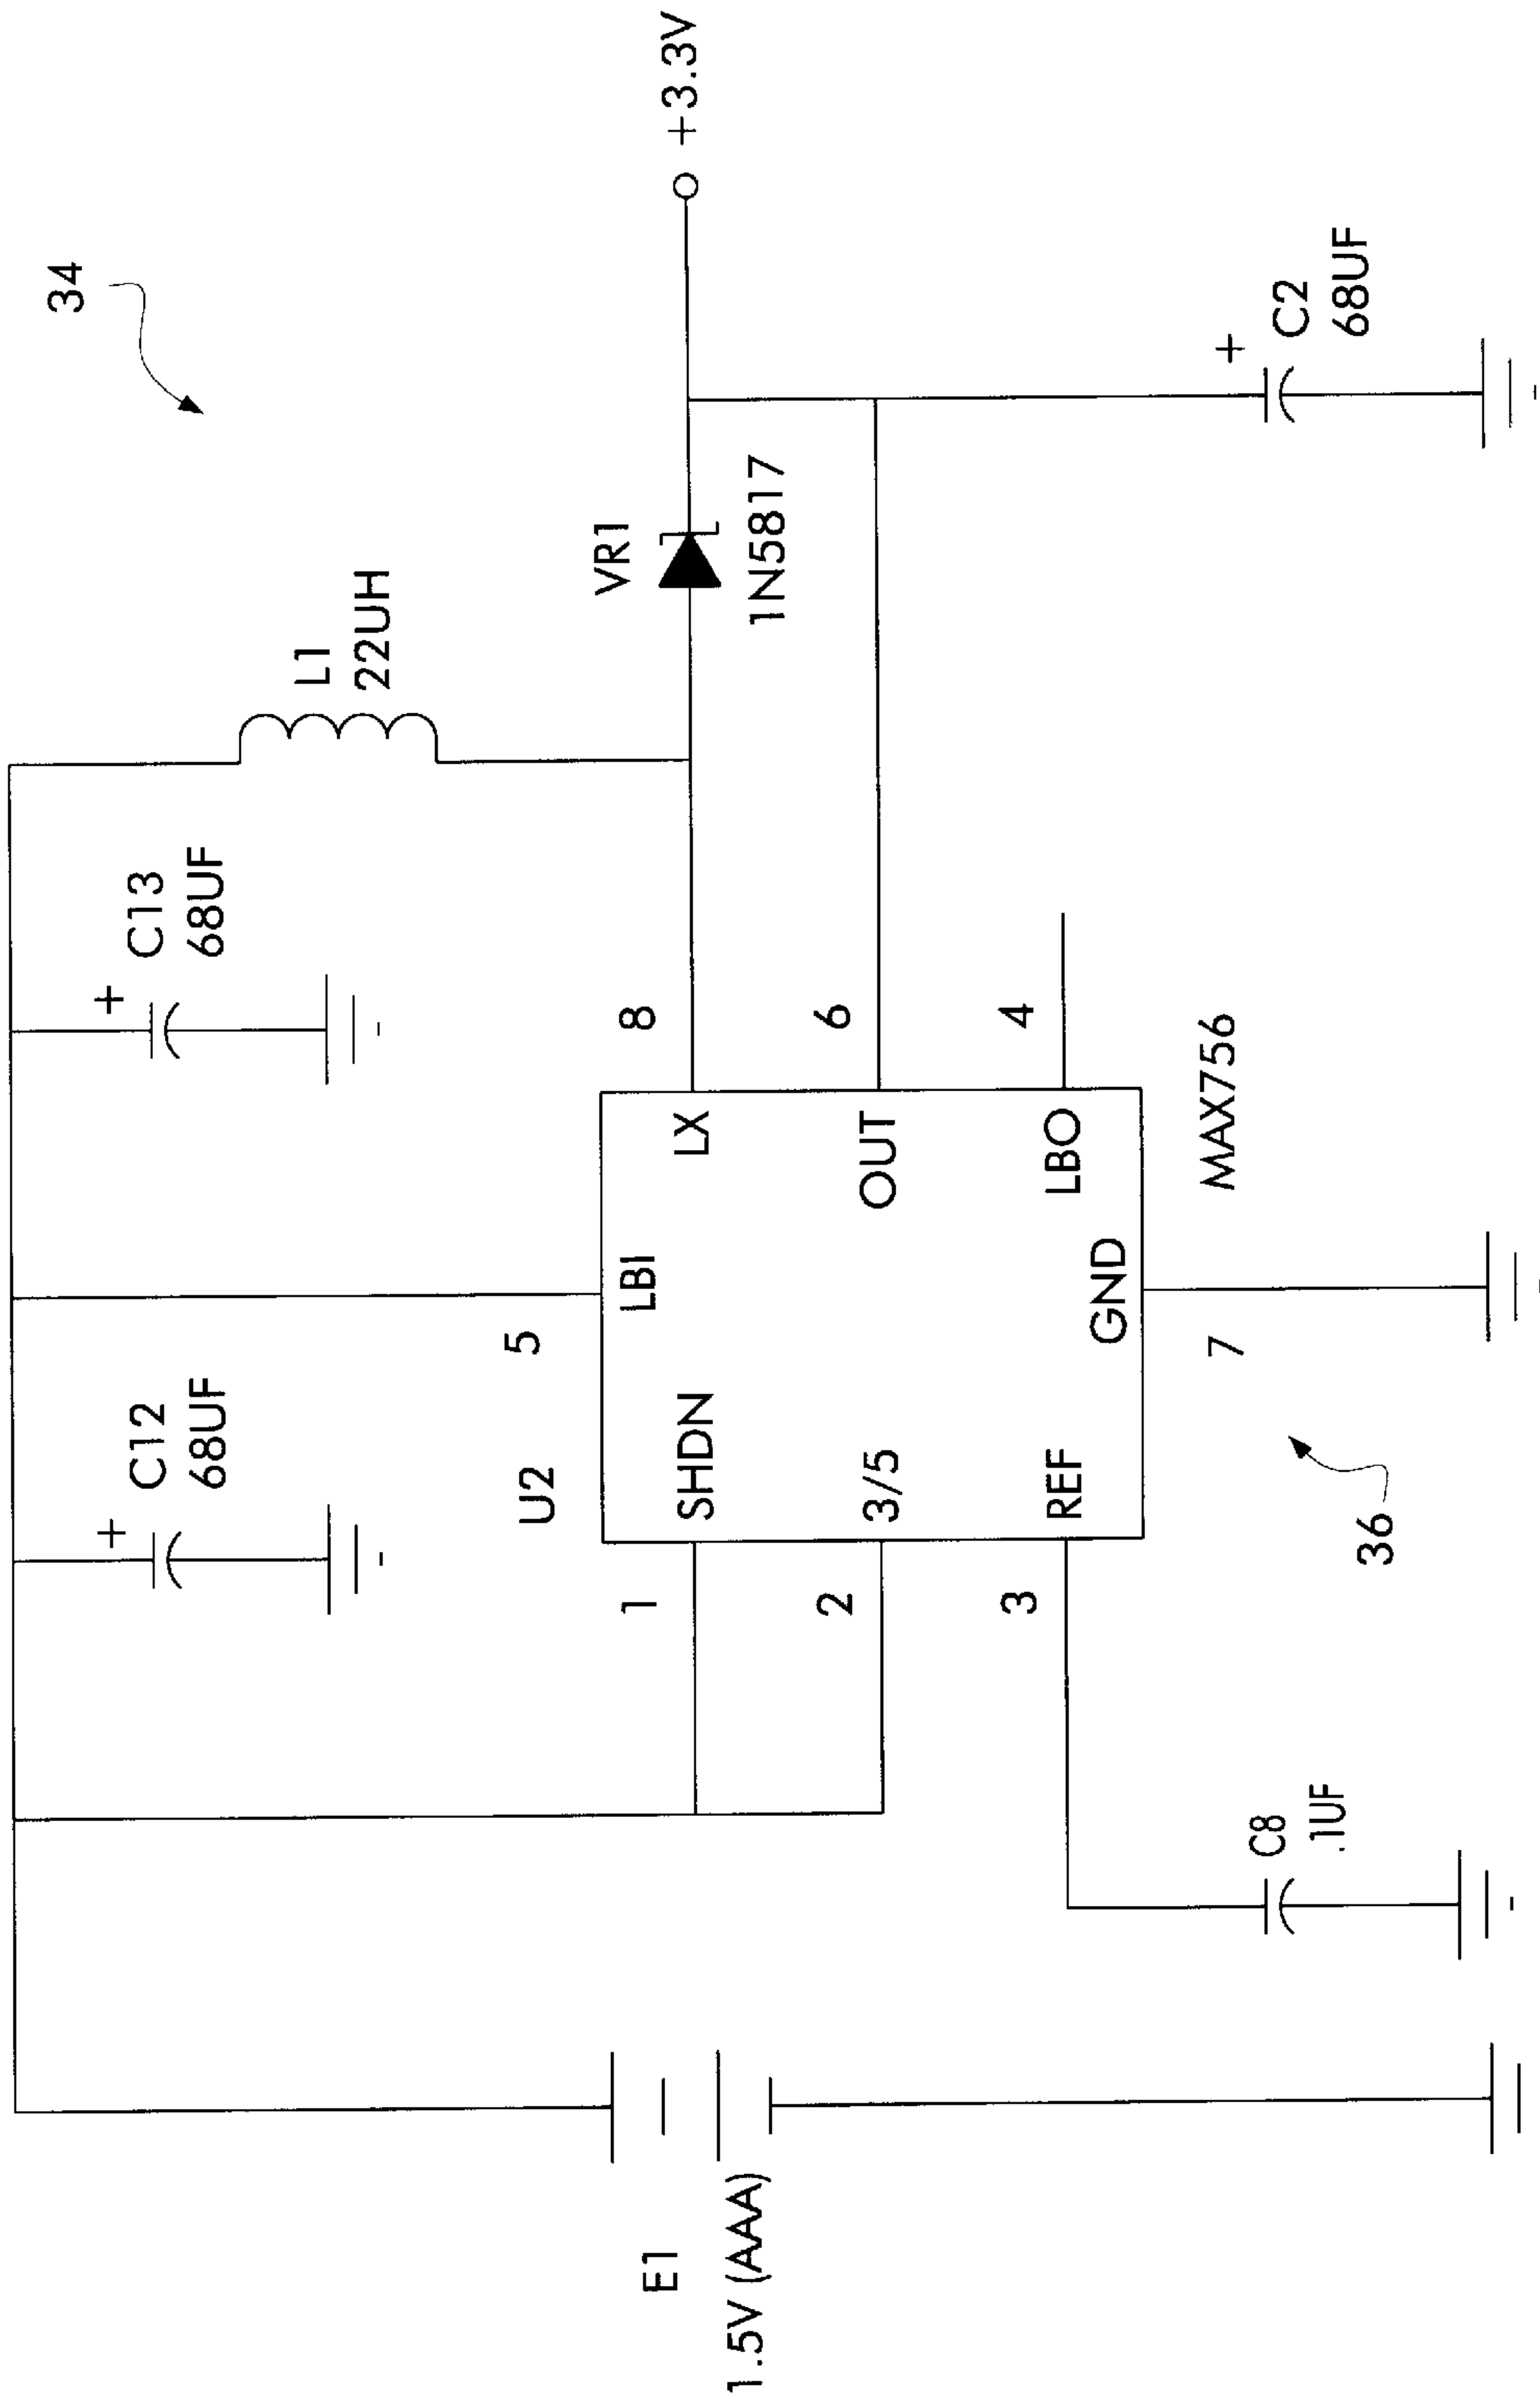 34
C12
68UF
C13
68UF
L1
22UH
U2
5
LBI
VR1
1N5817
+3.3V
1
SHDN
LX
8
2
3/5
OUT
6
3
REF
LBO
4
GND
7
MAX756
E1
1.5V (AAA)
C8
.1UF
+
+
+
C2
68UF
36